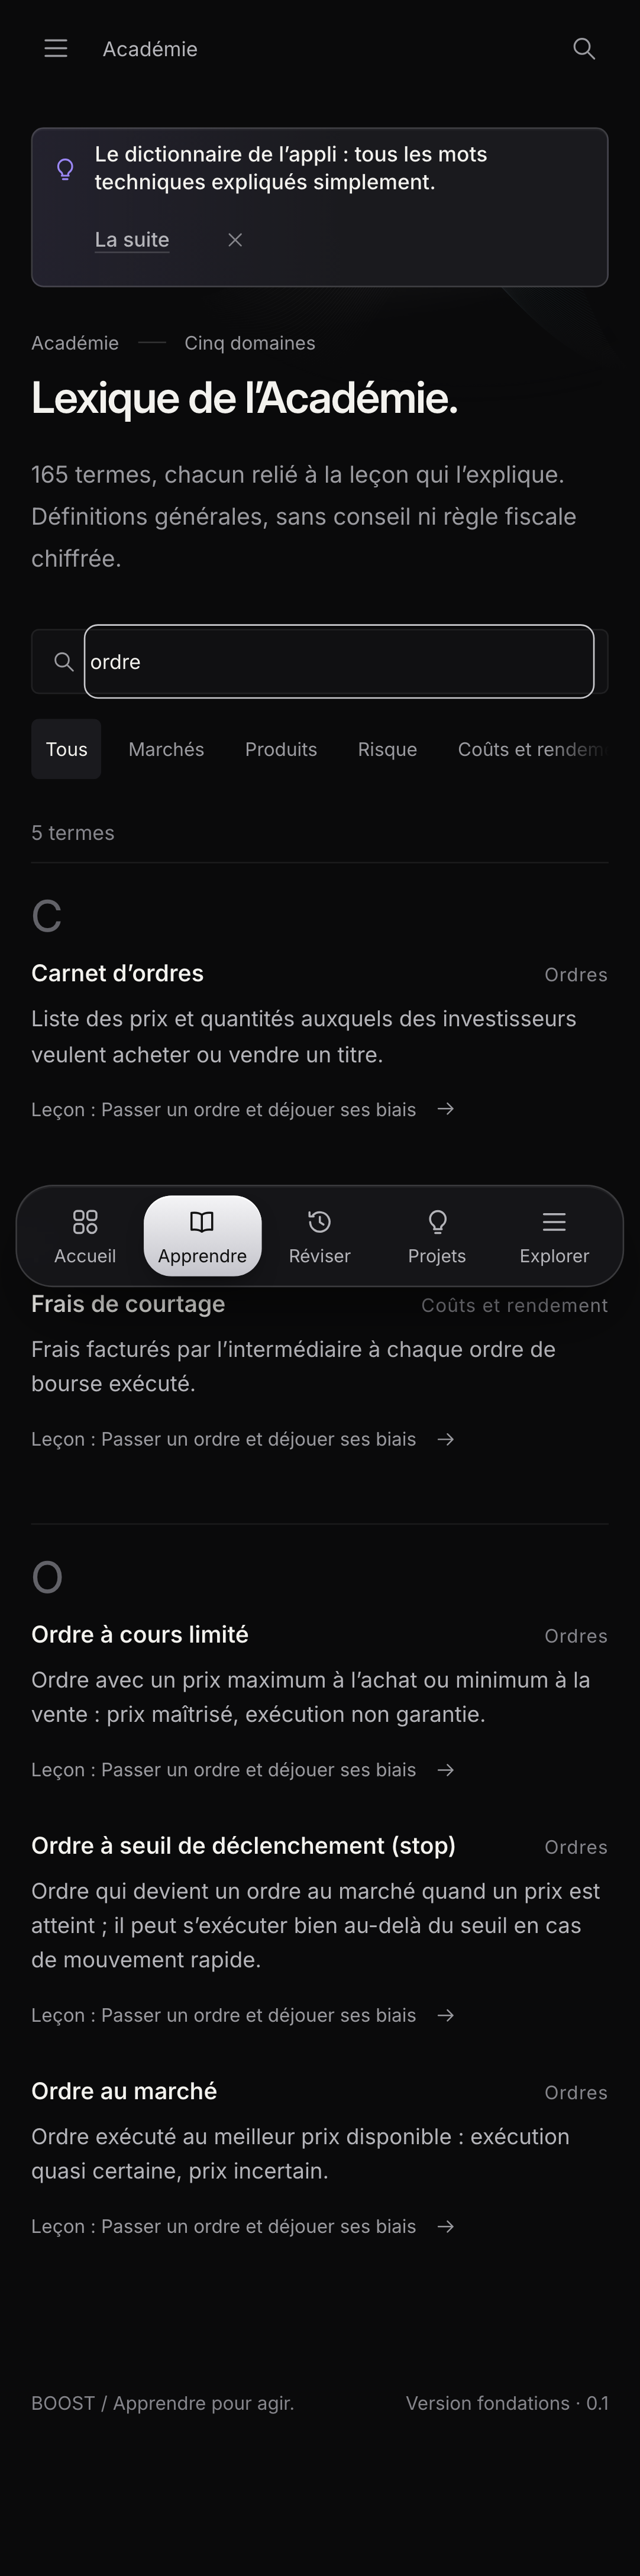 Académie
Le dictionnaire de l’appli : tous les mots
techniques expliqués simplement.
La suite
Académie — Cinq domaines
Lexique de l’Académie.
165 termes, chacun relié à la leçon qui l’explique.
Définitions générales, sans conseil ni règle fiscale
chiffrée.
ordre
Tous Marchés Produits Risque Coûts et rendem
5 termes
C
Carnet d’ordres Ordres
Liste des prix et quantités auxquels des investisseurs
veulent acheter ou vendre un titre.
Leçon : Passer un ordre et déjouer ses biais →
Accueil Apprendre Réviser Projets Explorer
Frais de courtage Coûts et rendement
Frais facturés par l’intermédiaire à chaque ordre de
bourse exécuté.
Leçon : Passer un ordre et déjouer ses biais →
O
Ordre à cours limité Ordres
Ordre avec un prix maximum à l’achat ou minimum à la
vente : prix maîtrisé, exécution non garantie.
Leçon : Passer un ordre et déjouer ses biais →
Ordre à seuil de déclenchement (stop) Ordres
Ordre qui devient un ordre au marché quand un prix est
atteint ; il peut s’exécuter bien au-delà du seuil en cas
de mouvement rapide.
Leçon : Passer un ordre et déjouer ses biais →
Ordre au marché Ordres
Ordre exécuté au meilleur prix disponible : exécution
quasi certaine, prix incertain.
Leçon : Passer un ordre et déjouer ses biais →
BOOST / Apprendre pour agir. Version fondations · 0.1